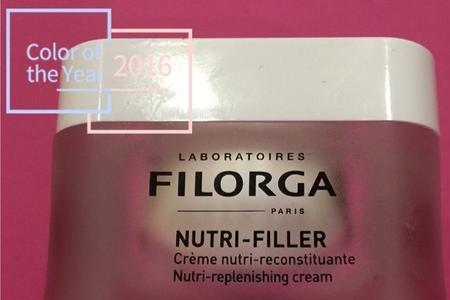 Color of
the Year 2016
LABORATOIRES
FILORGA
PARIS
NUTRI-FILLER
Crème nutri-reconstituante
Nutri-replenishing cream